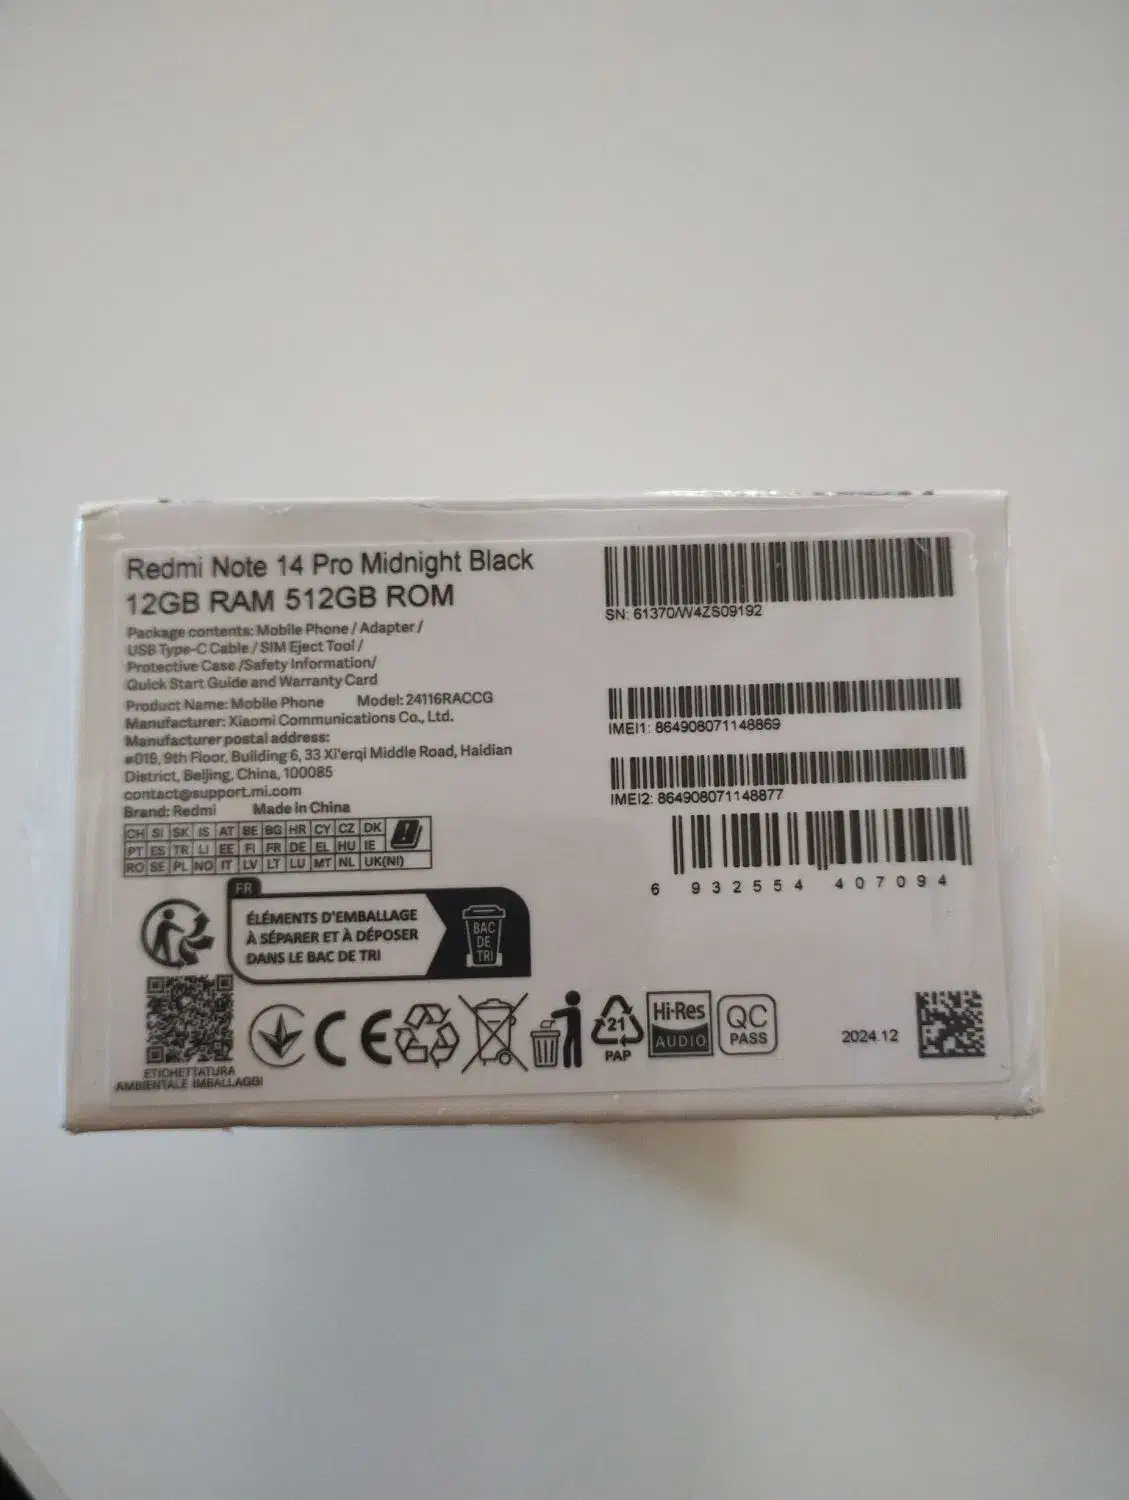 Redmi Note 14 Pro Midnight Black
12GB RAM 512GB ROM
Package contents: Mobile Phone / Adapter /
USB Type-C Cable / SIM Eject Tool /
Protective Case /Safety Information/
Quick Start Guide and Warranty Card
Product Name: Mobile Phone Model: 24116RACCG
Manufacturer: Xiaomi Communications Co., Ltd.
Manufacturer postal address:
#019, 9th Floor, Building 6, 33 Xi'erqi Middle Road, Haidian
District, Beijing, China, 100085
contact@support.mi.com
Brand: Redmi Made in China
CH SI SK IS AT BE BG HR CY CZ DK
PT ES TR LI EE FI FR DE EL HU IE
RO SE PL NO IT LV LT LU MT NL UK(NI)
FR
ÉLÉMENTS D'EMBALLAGE
À SÉPARER ET À DÉPOSER
DANS LE BAC DE TRI
BAC
DE
TRI
ETICHETTATURA
AMBIENTALE IMBALLAGGI
CE
21
PAP
Hi-Res
AUDIO
QC
PASS
SN: 61370/W4ZS09192
IMEI1: 864908071148869
IMEI2: 864908071148877
6 932554 407094
2024.12